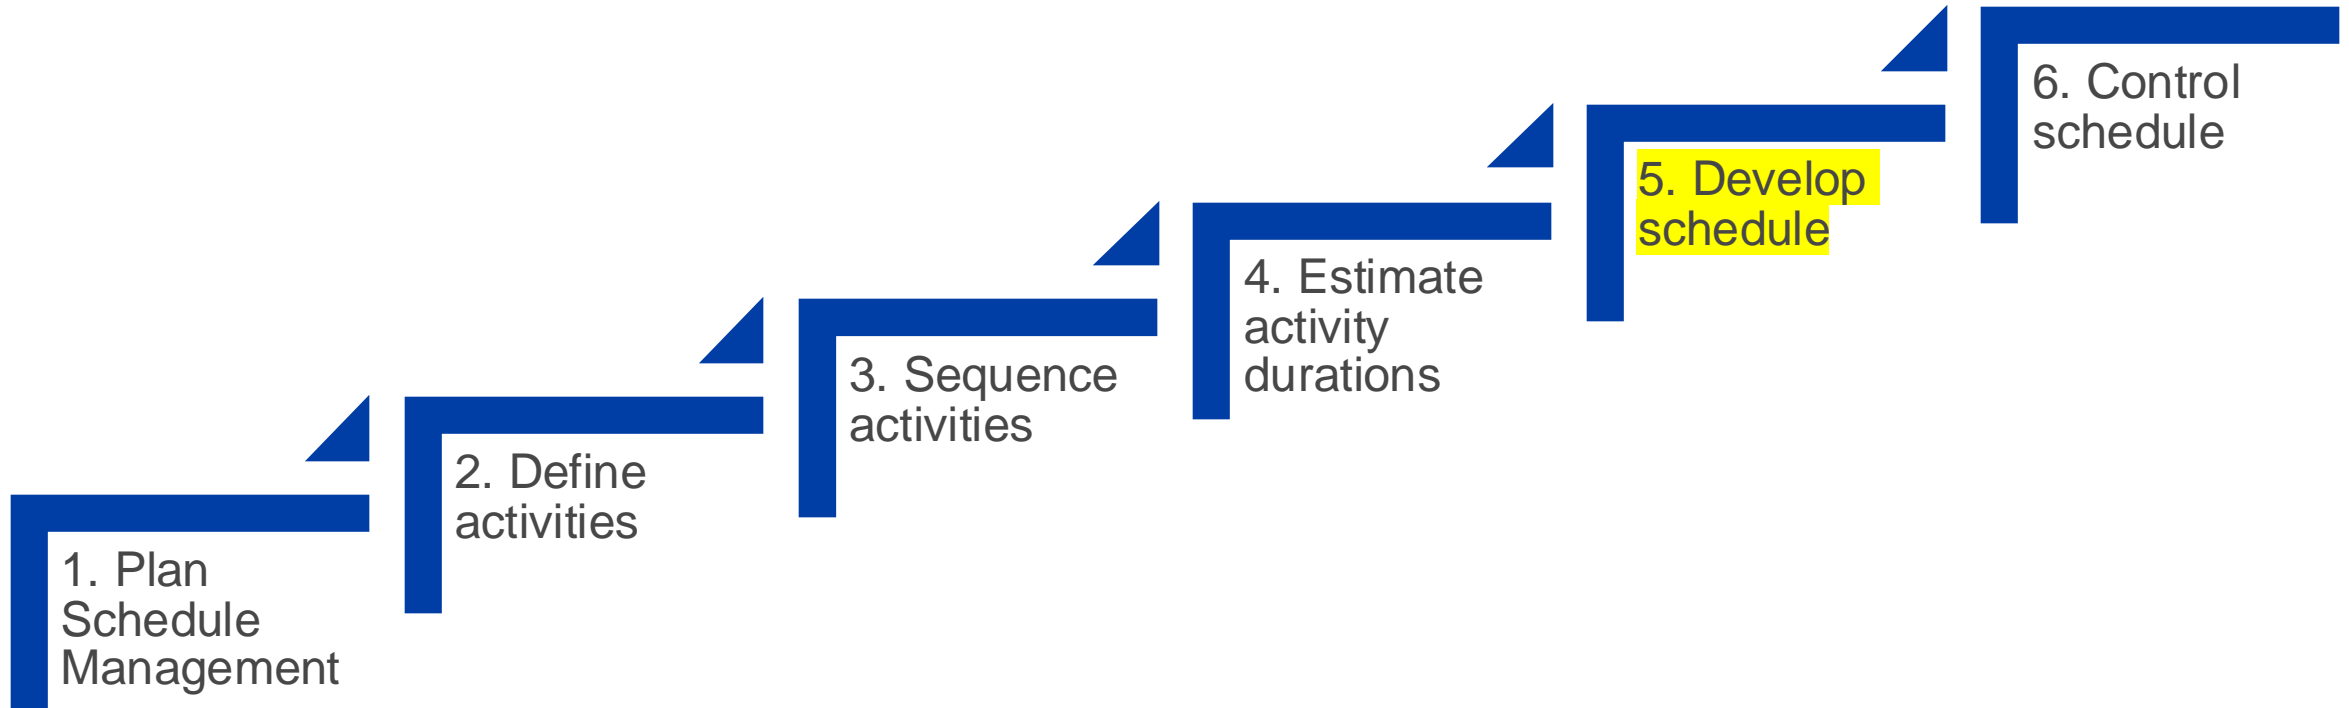 1. Plan
Schedule
Management
2. Define
activities
3. Sequence
activities
4. Estimate
activity
durations
5. Develop
schedule
6. Control
schedule